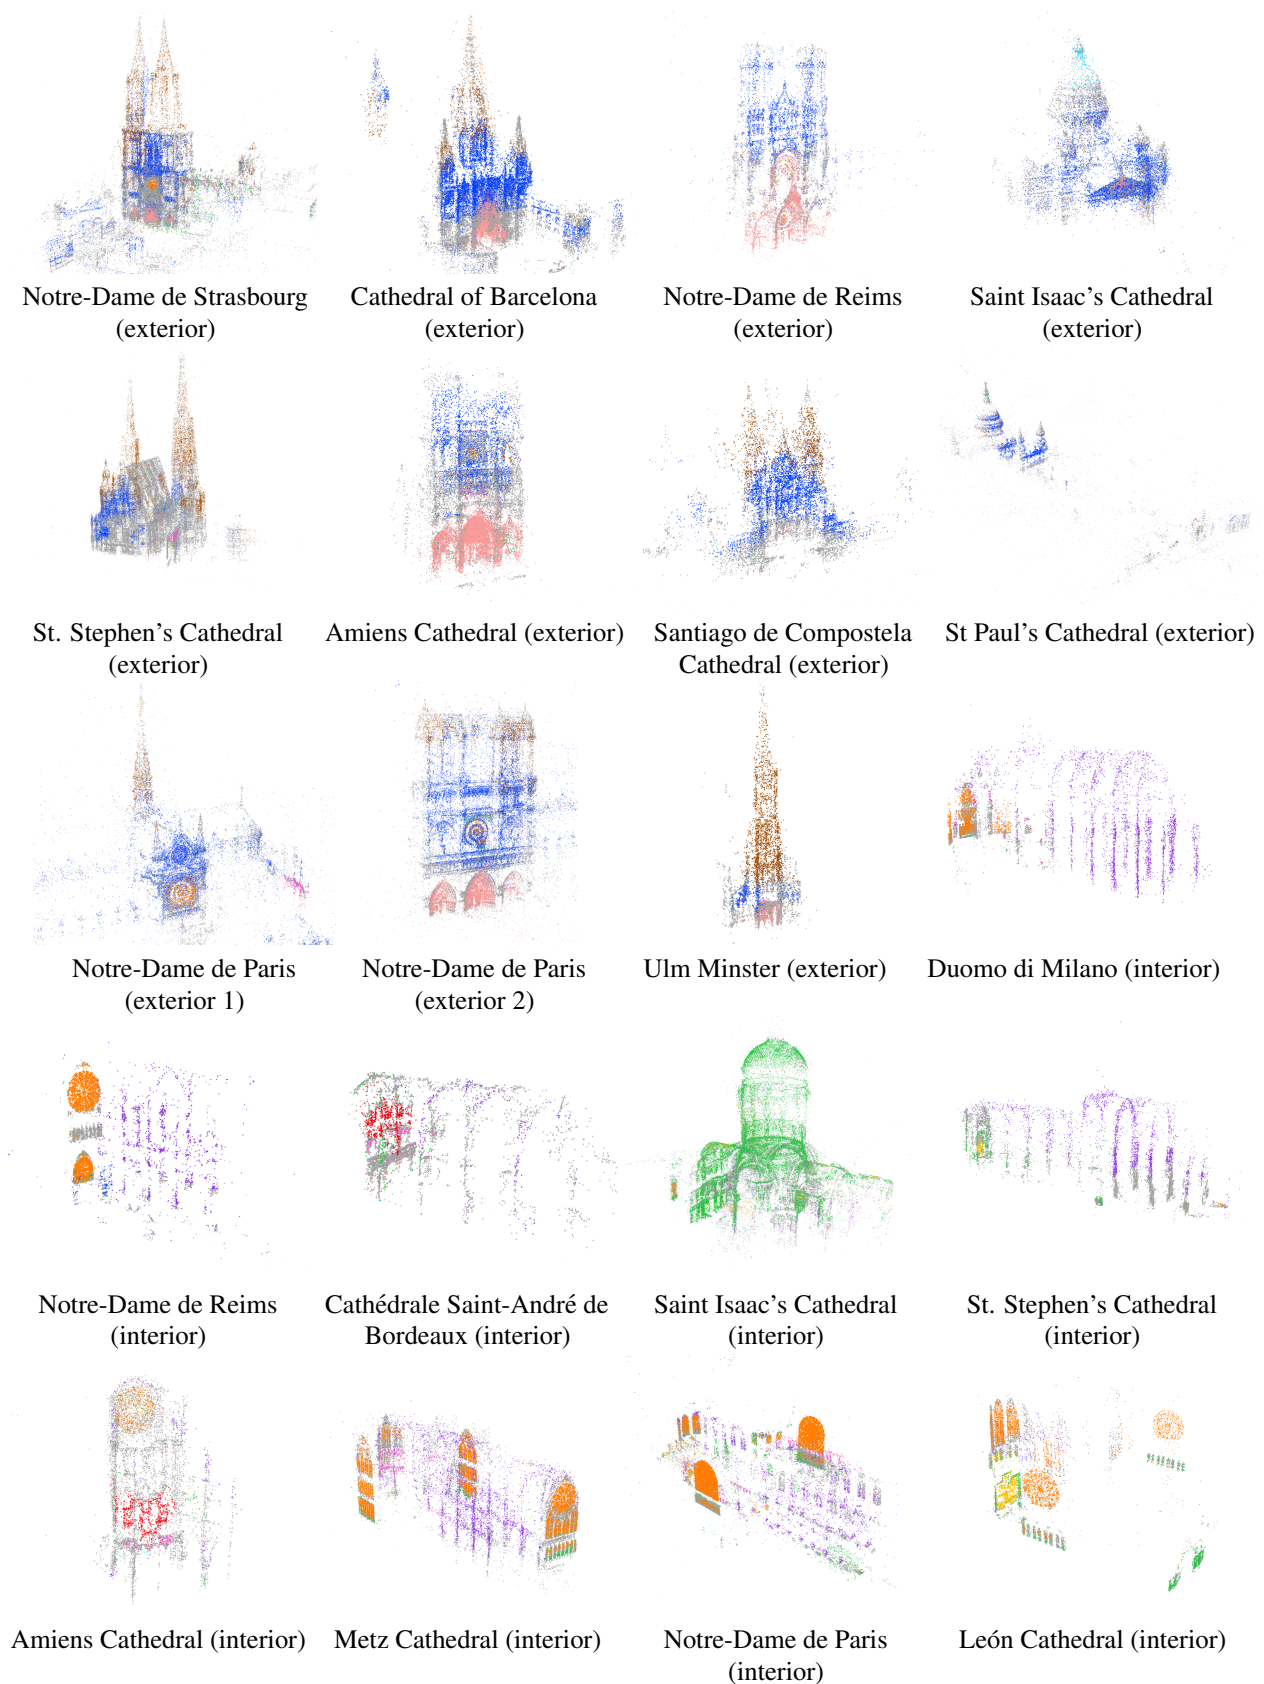 Notre-Dame de Strasbourg
(exterior)
Cathedral of Barcelona
(exterior)
Notre-Dame de Reims
(exterior)
Saint Isaac's Cathedral
(exterior)
St. Stephen's Cathedral
(exterior)
Amiens Cathedral (exterior)
Santiago de Compostela
Cathedral (exterior)
St Paul's Cathedral (exterior)
Notre-Dame de Paris
(exterior 1)
Notre-Dame de Paris
(exterior 2)
Ulm Minster (exterior)
Duomo di Milano (interior)
Notre-Dame de Reims
(interior)
Cathédrale Saint-André de
Bordeaux (interior)
Saint Isaac's Cathedral
(interior)
St. Stephen's Cathedral
(interior)
Amiens Cathedral (interior)
Metz Cathedral (interior)
Notre-Dame de Paris
(interior)
León Cathedral (interior)